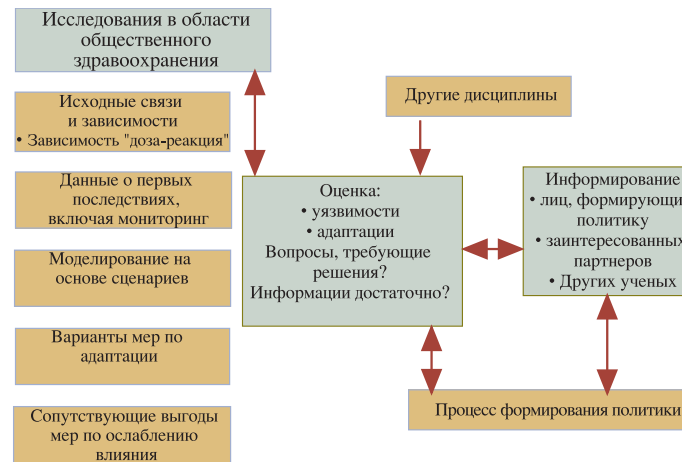 Исследования в области
общественного
здравоохранения
Исходные связи
и зависимости
• Зависимость "доза-реакция"
Данные о первых
последствиях,
включая мониторинг
Моделирование на
основе сценариев
Варианты мер по
адаптации
Сопутствующие выгоды
мер по ослаблению
влияния
Другие дисциплины
Оценка:
• уязвимости
• адаптации
Вопросы, требующие
решения?
Информации достаточно?
Информирование
• лиц, формирующи
политику
• заинтересованных
партнеров
• Других ученых
Процесс формирования политики